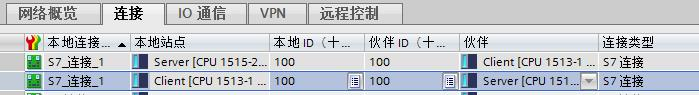 网络概览 连接 IO 通信 VPN 远程控制
本地连接... 本地站点 本地 ID（十... 伙伴 ID（十... 伙伴 连接类型
S7_连接_1 Server [CPU 1515-2... 100 100 Client [CPU 1513-1 ... S7 连接
S7_连接_1 Client [CPU 1513-1 ... 100 100 Server [CPU 151... S7 连接